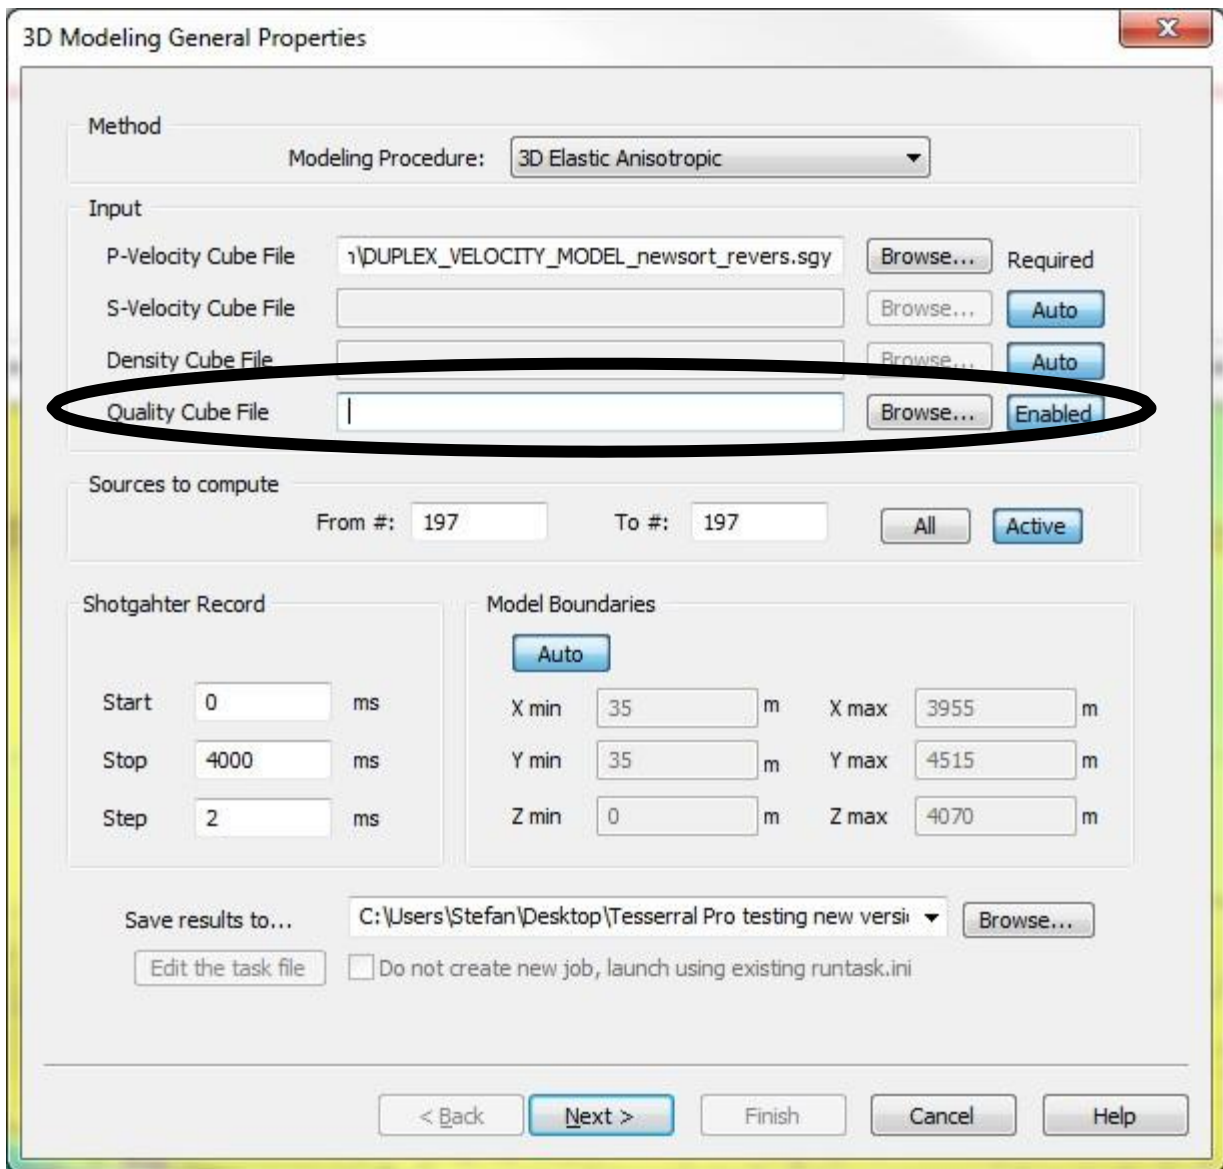 3D Modeling General Properties
Method
Modeling Procedure: 3D Elastic Anisotropic
Input
P-Velocity Cube File ו\DUPLEX_VELOCITY_MODEL_newsort_revers.sgy Browse... Required
S-Velocity Cube File Browse... Auto
Density Cube File Browse... Auto
Quality Cube File Browse... Enabled
Sources to compute
From #: 197 To #: 197 All Active
Shotgahter Record Model Boundaries
Auto
Start 0 ms X min 35 m X max 3955 m
Stop 4000 ms Y min 35 m Y max 4515 m
Step 2 ms Z min 0 m Z max 4070 m
Save results to... C:\Users\Stefan\Desktop\Tesserral Pro testing new versi Browse...
Edit the task file Do not create new job, launch using existing runtask.ini
< Back Next > Finish Cancel Help